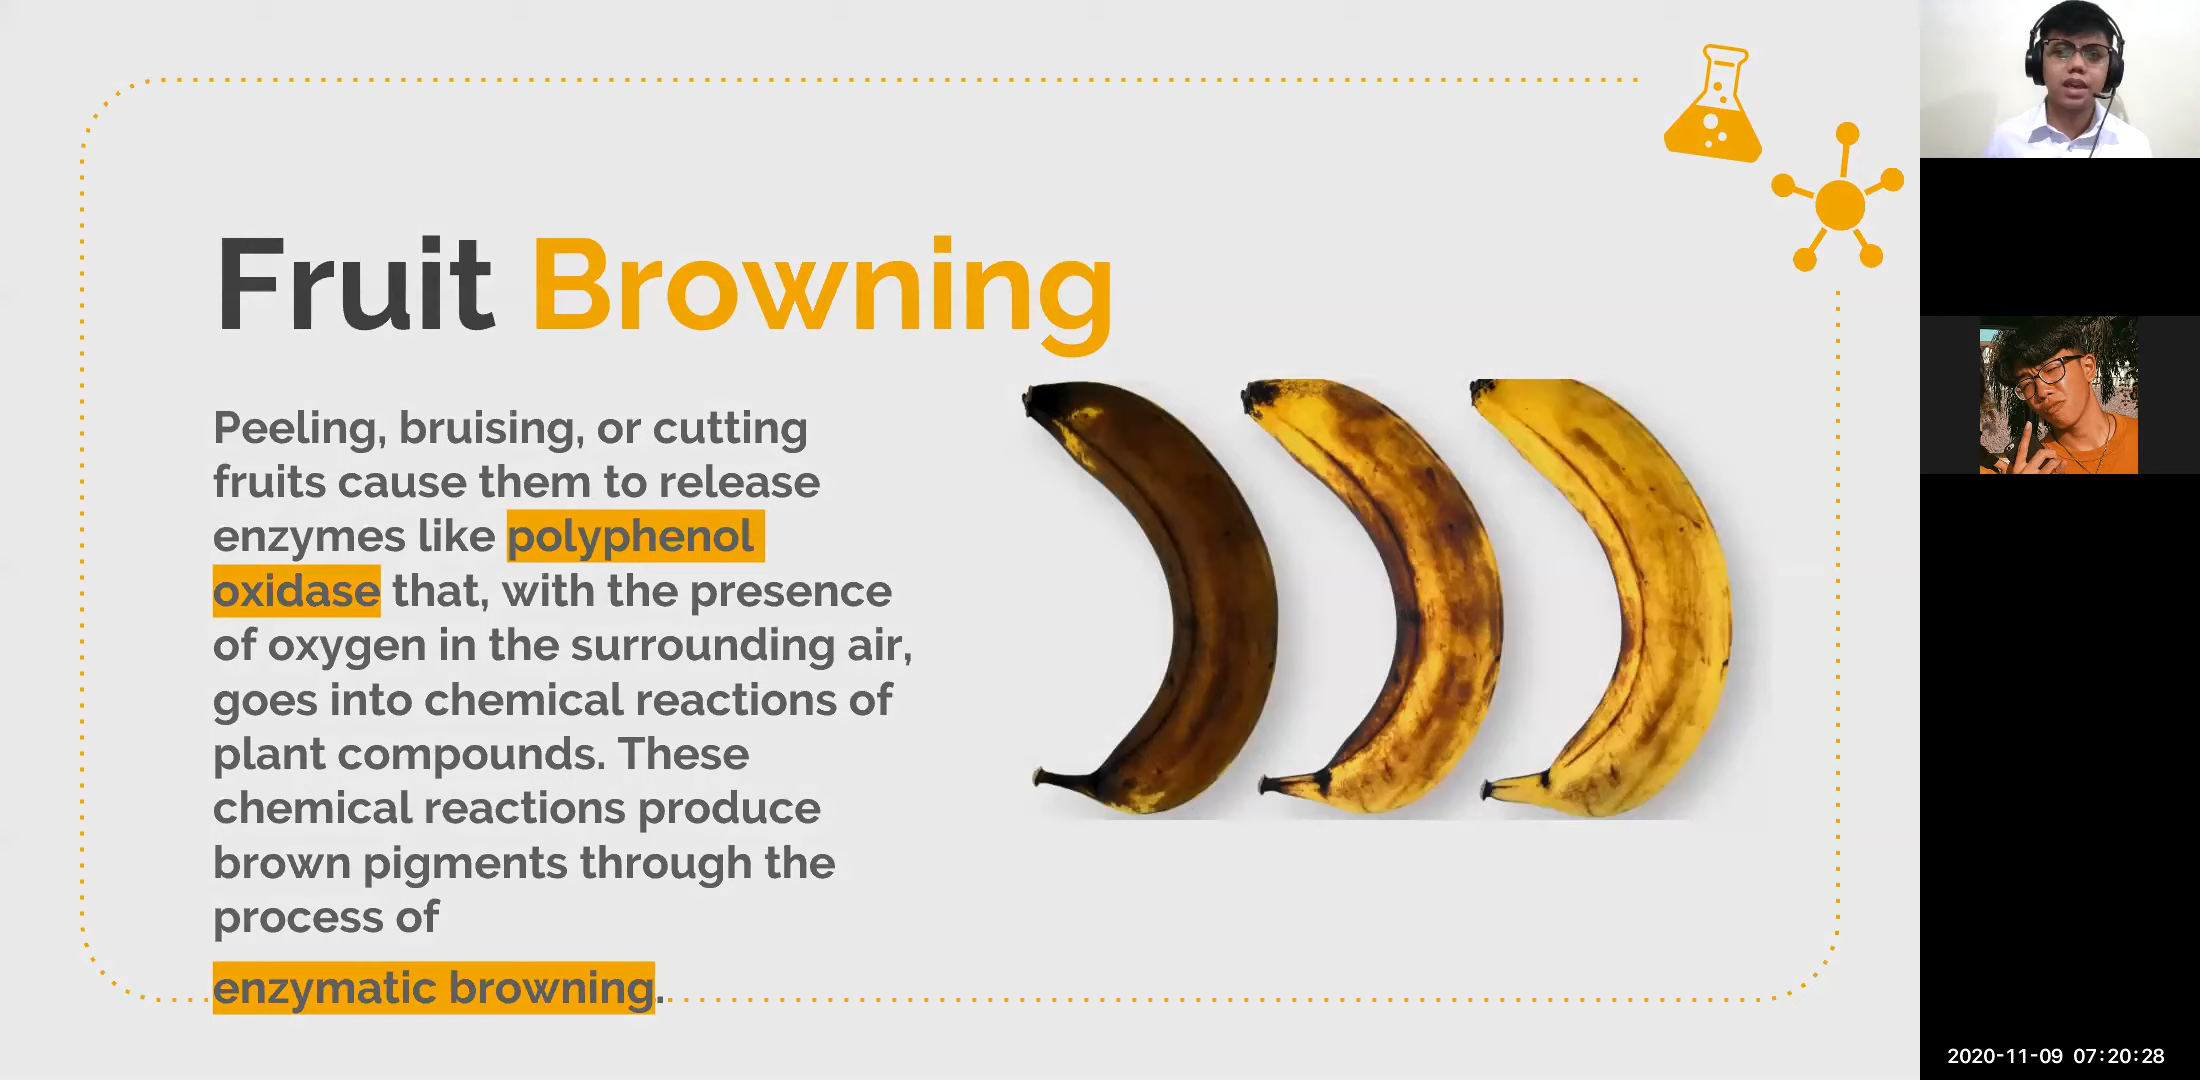 Fruit Browning
Peeling, bruising, or cutting
fruits cause them to release
enzymes like polyphenol
oxidase that, with the presence
of oxygen in the surrounding air,
goes into chemical reactions of
plant compounds. These
chemical reactions produce
brown pigments through the
process of
enzymatic browning.
2020-11-09 07:20:28